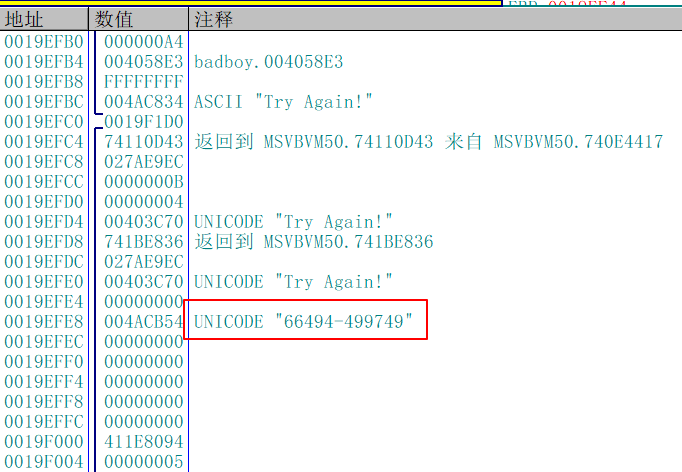 地址 数值 注释
0019EFB0 000000A4
0019EFB4 004058E3 badboy.004058E3
0019EFB8 FFFFFFFF
0019EFBC 004AC834 ASCII "Try Again!"
0019EFC0 0019F1D0
0019EFC4 74110D43 返回到 MSVBVM50.74110D43 来自 MSVBVM50.740E4417
0019EFC8 027AE9EC
0019EFCC 0000000B
0019EFD0 00000004
0019EFD4 00403C70 UNICODE "Try Again!"
0019EFD8 741BE836 返回到 MSVBVM50.741BE836
0019EFDC 027AE9EC
0019EFE0 00403C70 UNICODE "Try Again!"
0019EFE4 00000000
0019EFE8 004ACB54 UNICODE "66494-499749"
0019EFEC 00000000
0019EFF0 00000000
0019EFF4 00000000
0019EFF8 00000000
0019EFFC 00000000
0019F000 411E8094
0019F004 00000005